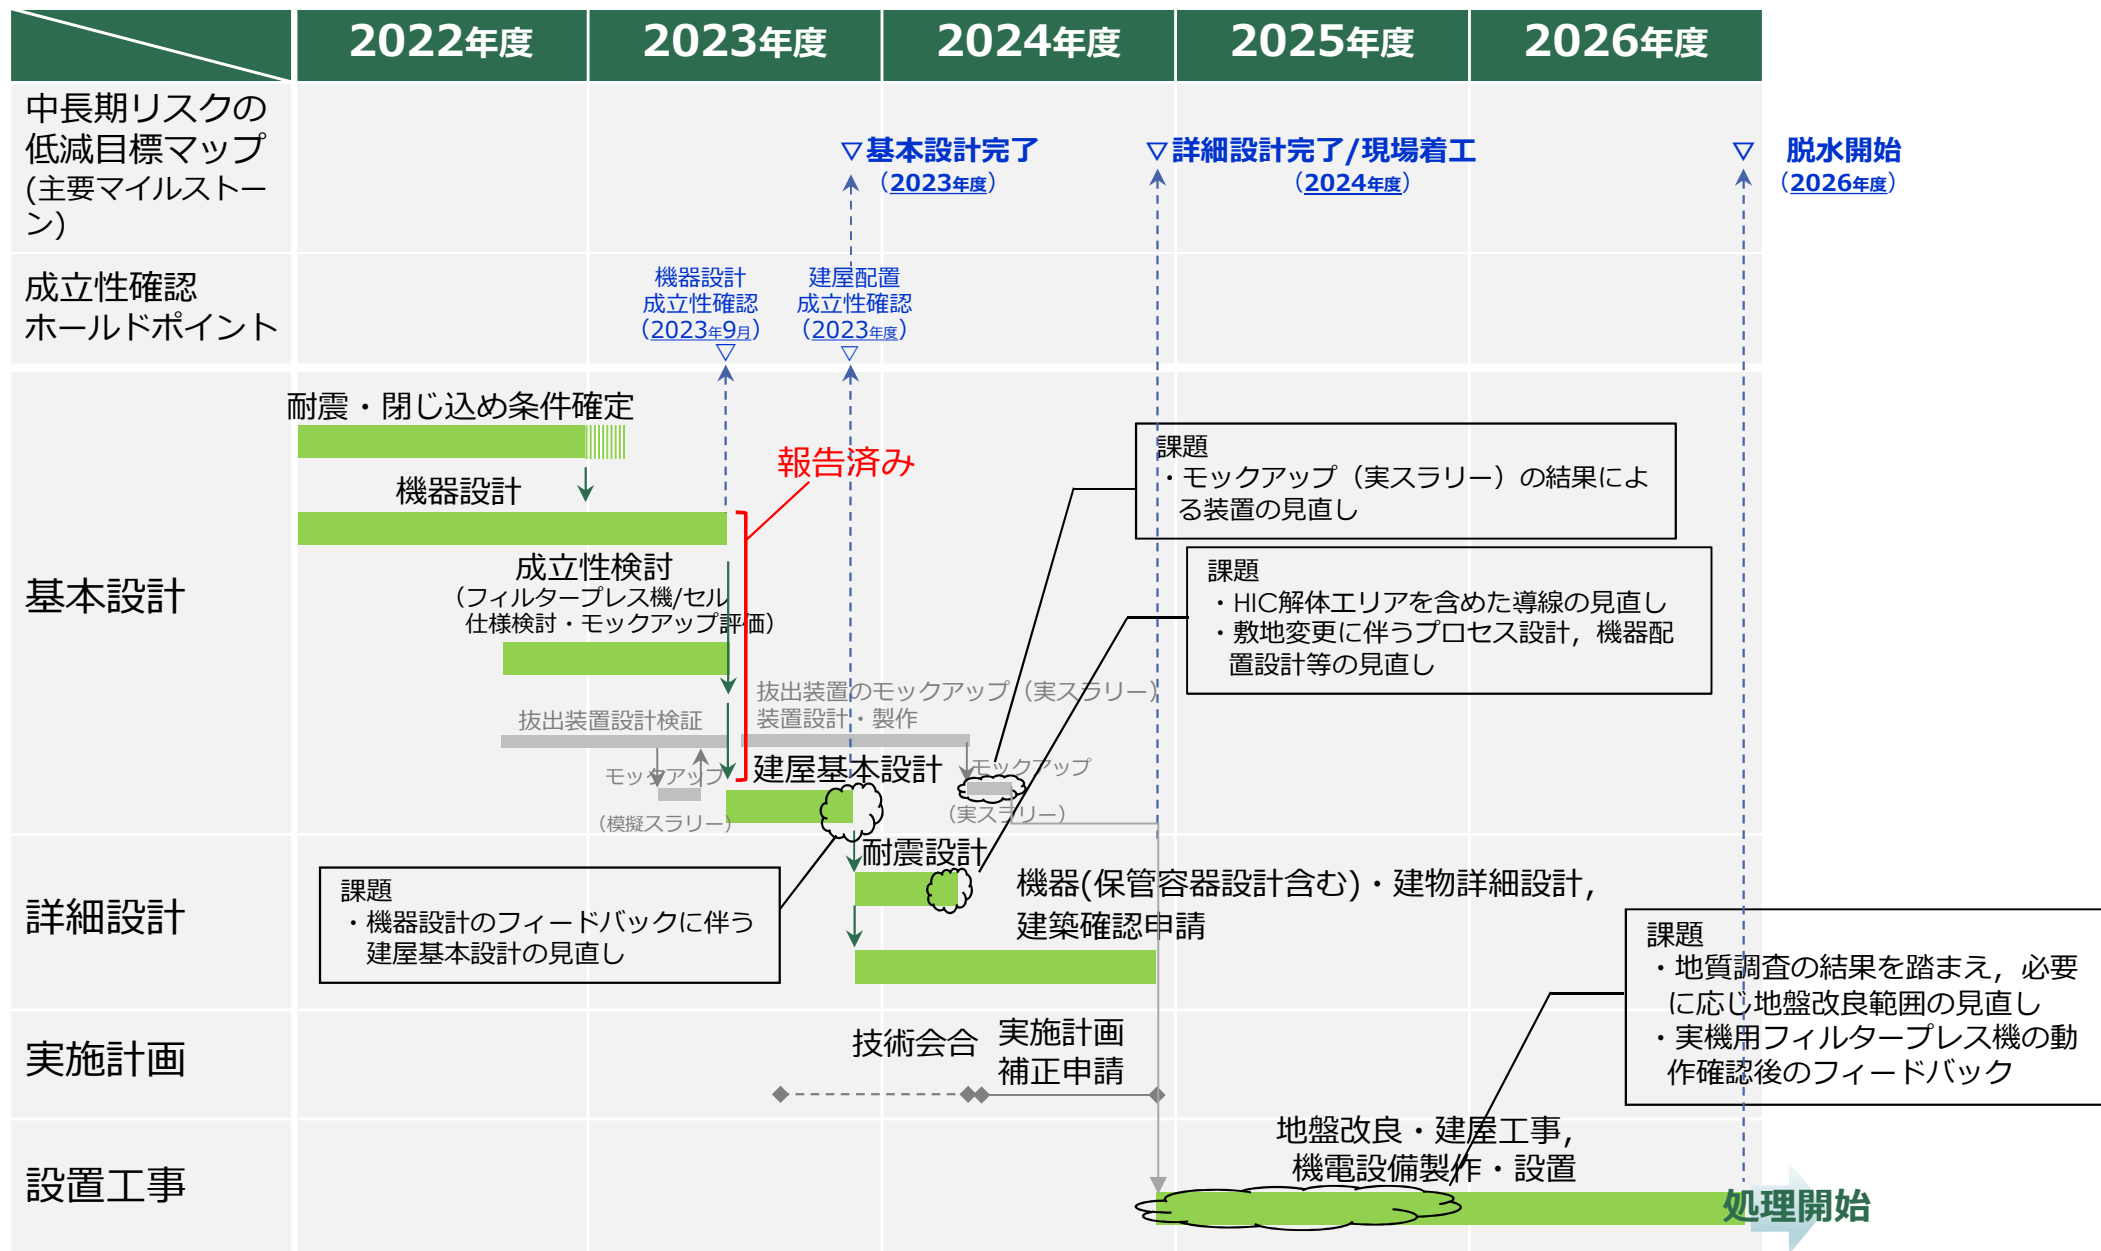 2022年度
2023年度
2024年度
2025年度
2026年度
中長期リスクの
低減目標マップ
(主要マイルストー
ン)
▽基本設計完了
（2023年度）
▽詳細設計完了/現場着工
（2024年度）
▽ 脱水開始
（2026年度）
成立性確認
ホールドポイント
機器設計
成立性確認
（2023年9月）
▽
建屋配置
成立性確認
（2023年度）
▽
基本設計
耐震・閉じ込め条件確定
機器設計
報告済み
成立性検討
（フィルタープレス機/セル
仕様検討・モックアップ評価）
抜出装置設計検証
モックアップ
（模擬スラリー）
抜出装置のモックアップ（実スラリー）
装置設計・製作
建屋基本設計
モックアップ
（実スラリー）
課題
・モックアップ（実スラリー）の結果によ
る装置の見直し
課題
・HIC解体エリアを含めた導線の見直し
・敷地変更に伴うプロセス設計，機器配
置設計等の見直し
詳細設計
課題
・機器設計のフィードバックに伴う
建屋基本設計の見直し
耐震設計
機器(保管容器設計含む)・建物詳細設計，
建築確認申請
課題
・地質調査の結果を踏まえ，必要
に応じ地盤改良範囲の見直し
・実機用フィルタープレス機の動
作確認後のフィードバック
実施計画
技術会合
実施計画
補正申請
設置工事
地盤改良・建屋工事，
機電設備製作・設置
処理開始